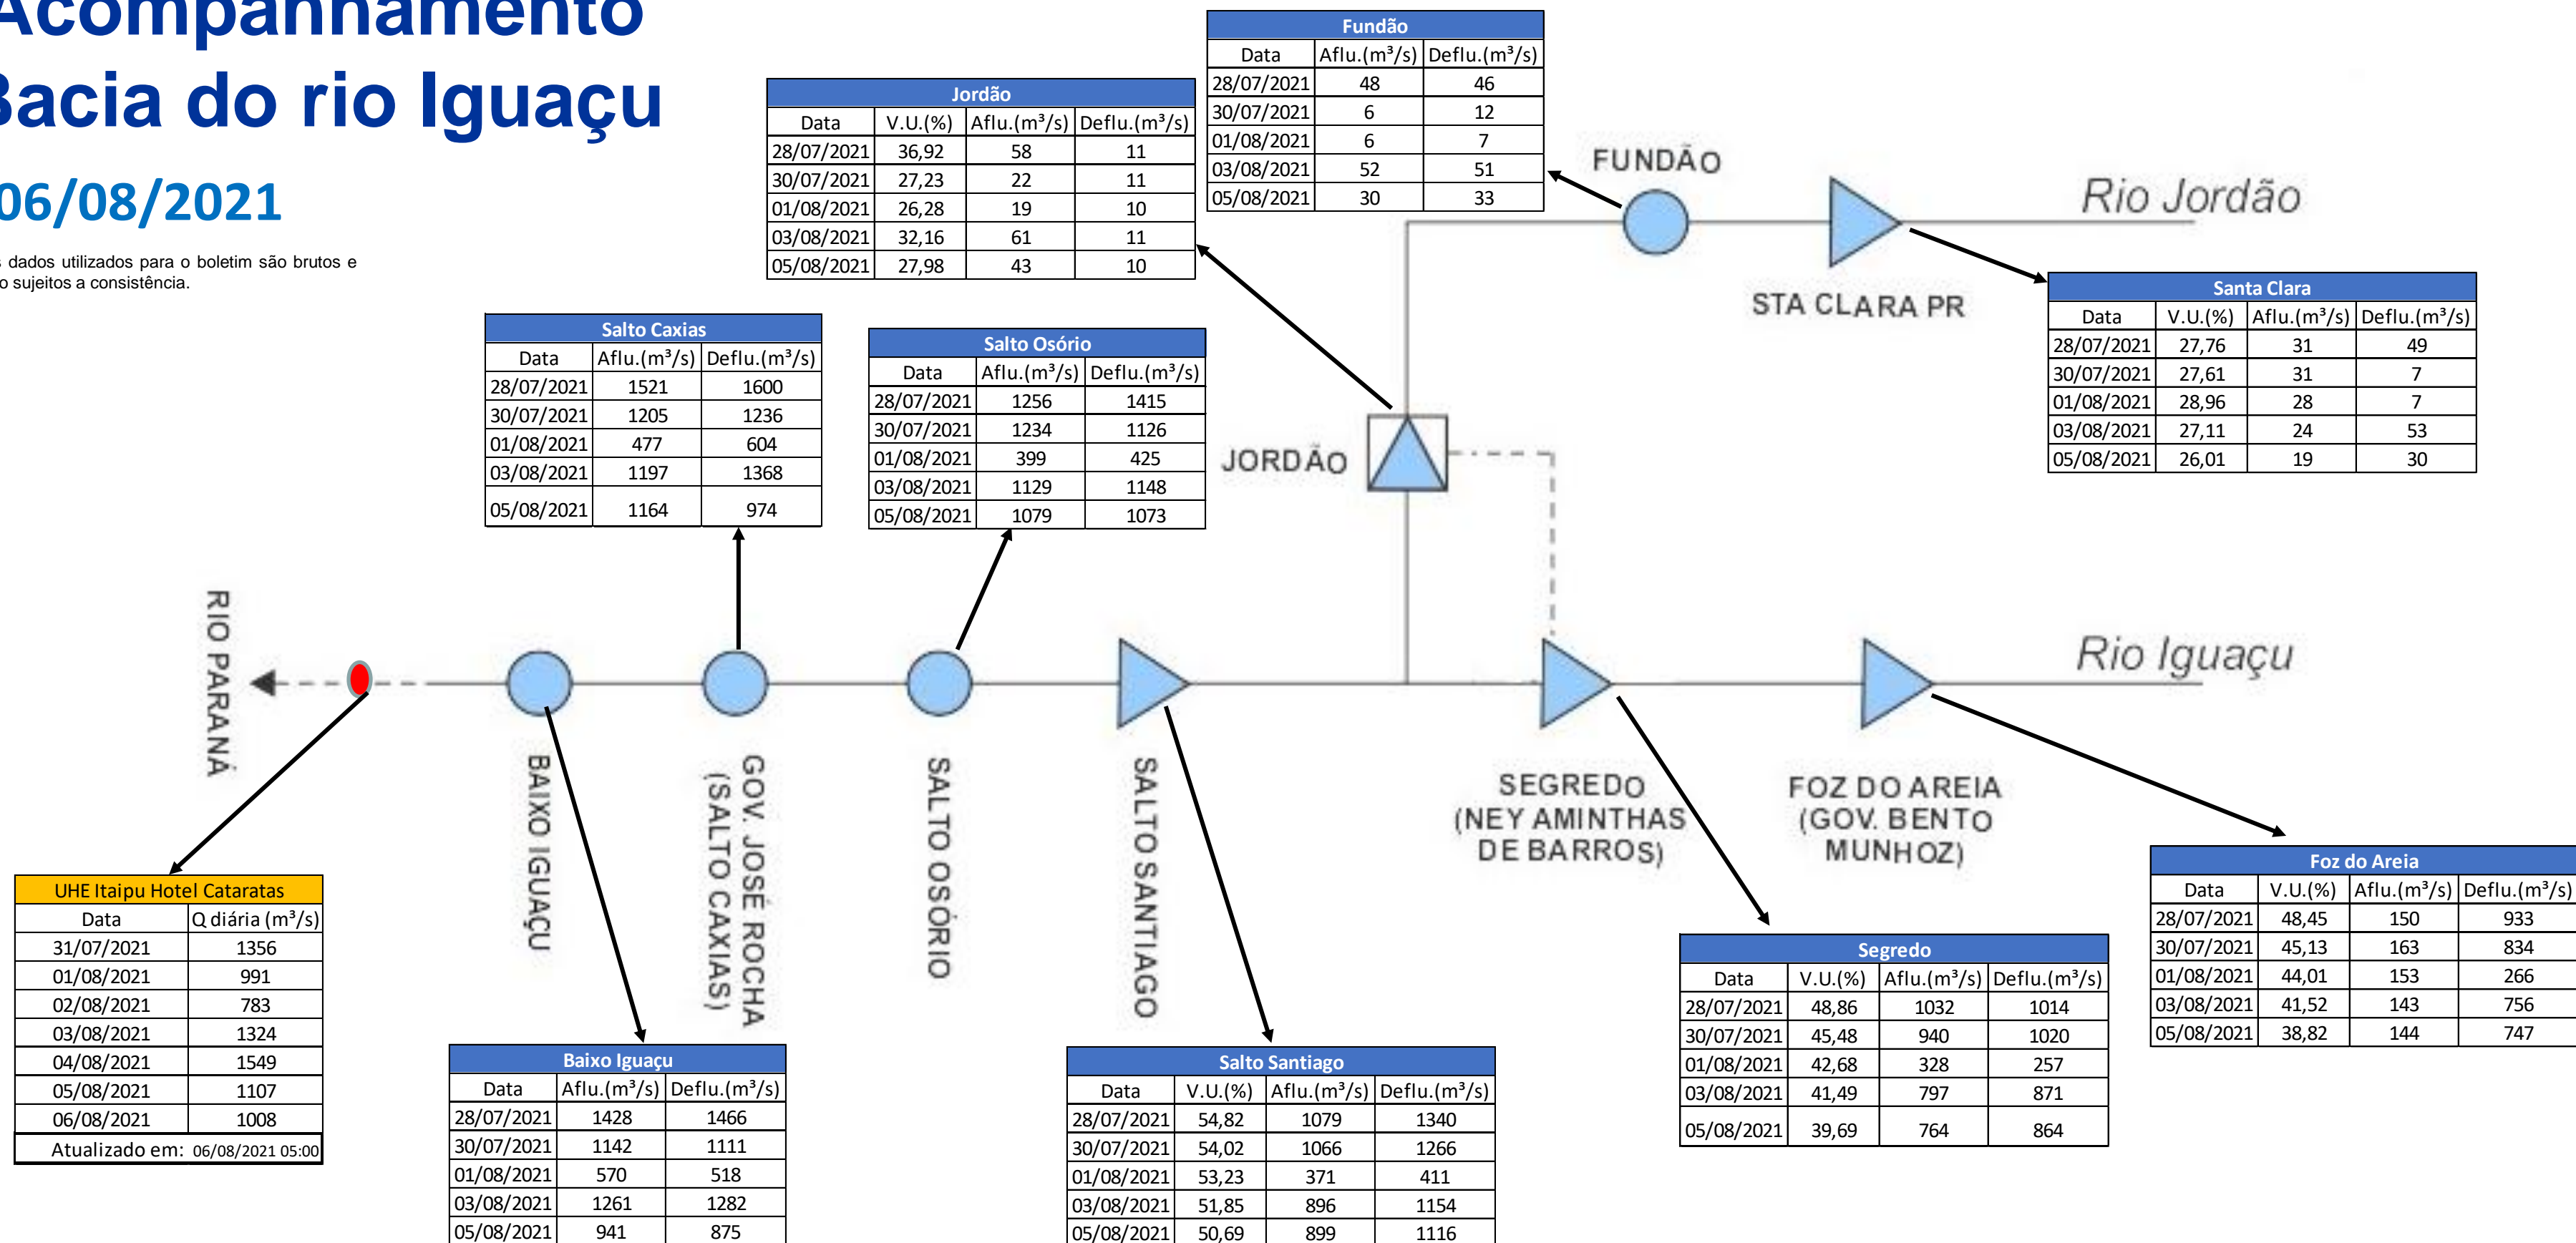 Acompanhamento
Bacia do rio Iguaçu
06/08/2021
dados utilizados para o boletim são brutos e
sujeitos a consistência.
Fundão
Data Aflu.(m³/s) Deflu.(m³/s)
28/07/2021 48 46
30/07/2021 6 12
01/08/2021 6 7
03/08/2021 52 51
05/08/2021 30 33
Jordão
Data V.U.(%) Aflu.(m³/s) Deflu.(m³/s)
28/07/2021 36,92 58 11
30/07/2021 27,23 22 11
01/08/2021 26,28 19 10
03/08/2021 32,16 61 11
05/08/2021 27,98 43 10
FUNDÃO
Rio Jordão
STA CLARA PR
Santa Clara
Data V.U.(%) Aflu.(m³/s) Deflu.(m³/s)
28/07/2021 27,76 31 49
30/07/2021 27,61 31 7
01/08/2021 28,96 28 7
03/08/2021 27,11 24 53
05/08/2021 26,01 19 30
Salto Caxias
Data Aflu.(m³/s) Deflu.(m³/s)
28/07/2021 1521 1600
30/07/2021 1205 1236
01/08/2021 477 604
03/08/2021 1197 1368
05/08/2021 1164 974
Salto Osório
Data Aflu.(m³/s) Deflu.(m³/s)
28/07/2021 1256 1415
30/07/2021 1234 1126
01/08/2021 399 425
03/08/2021 1129 1148
05/08/2021 1079 1073
JORDÃO
RIO PARANÁ
Rio Iguaçu
BAIXO IGUAÇU
GOV. JOSÉ ROCHA
(SALTO CAXIAS)
SALTO OSÓRIO
SALTO SANTIAGO
SEGREDO
(NEY AMINTHAS
DE BARROS)
FOZ DO AREIA
(GOV. BENTO
MUNHOZ)
UHE Itaipu Hotel Cataratas
Data Q diária (m³/s)
31/07/2021 1356
01/08/2021 991
02/08/2021 783
03/08/2021 1324
04/08/2021 1549
05/08/2021 1107
06/08/2021 1008
Atualizado em: 06/08/2021 05:00
Baixo Iguaçu
Data Aflu.(m³/s) Deflu.(m³/s)
28/07/2021 1428 1466
30/07/2021 1142 1111
01/08/2021 570 518
03/08/2021 1261 1282
05/08/2021 941 875
Salto Santiago
Data V.U.(%) Aflu.(m³/s) Deflu.(m³/s)
28/07/2021 54,82 1079 1340
30/07/2021 54,02 1066 1266
01/08/2021 53,23 371 411
03/08/2021 51,85 896 1154
05/08/2021 50,69 899 1116
Segredo
Data V.U.(%) Aflu.(m³/s) Deflu.(m³/s)
28/07/2021 48,86 1032 1014
30/07/2021 45,48 940 1020
01/08/2021 42,68 328 257
03/08/2021 41,49 797 871
05/08/2021 39,69 764 864
Foz do Areia
Data V.U.(%) Aflu.(m³/s) Deflu.(m³/s)
28/07/2021 48,45 150 933
30/07/2021 45,13 163 834
01/08/2021 44,01 153 266
03/08/2021 41,52 143 756
05/08/2021 38,82 144 747